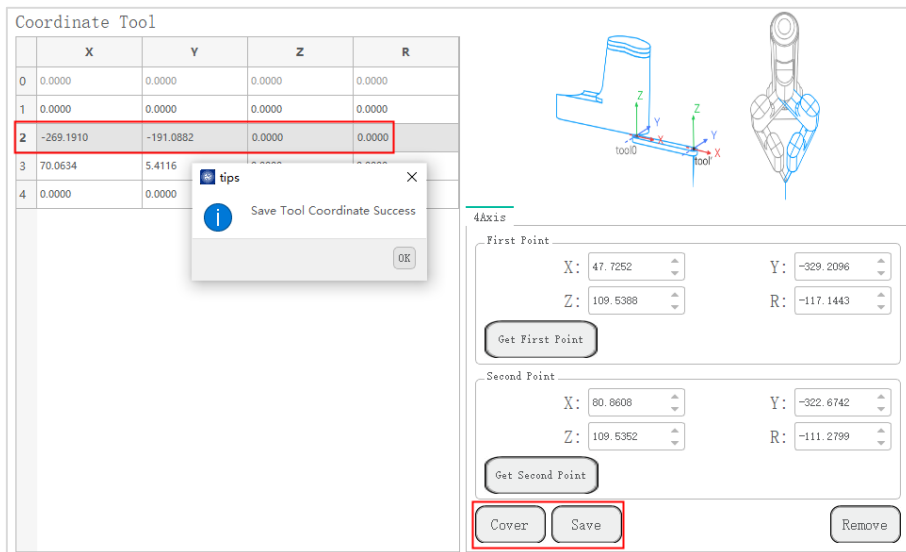 Coordinate Tool
X Y Z R
0 0.0000 0.0000 0.0000 0.0000
1 0.0000 0.0000 0.0000 0.0000
2 -269.1910 -191.0882 0.0000 0.0000
3 70.0634 5.4116
4 0.0000 0.0000
tips
Save Tool Coordinate Success
OK
Z
Y
X
tool0
Z
Y
X
tool'
4Axis
First Point
X: 47.7252 Y: -329.2096
Z: 109.5388 R: -117.1443
Get First Point
Second Point
X: 80.8608 Y: -322.6742
Z: 109.5352 R: -111.2799
Get Second Point
Cover Save Remove